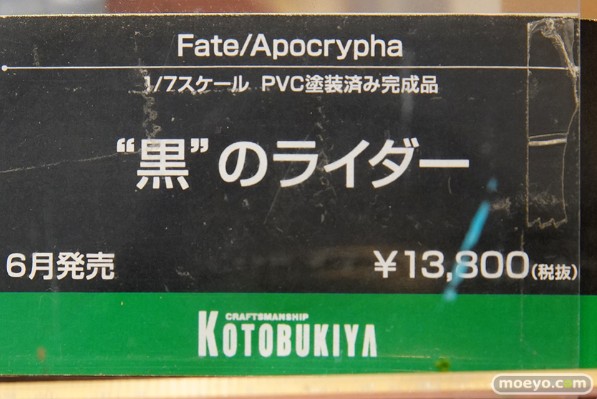 Fate/Apocrypha
1/7スケール PVC塗装済み完成品
“黒”のライダー
6月発売
¥13,800(税抜)
CRAFTSMANSHIP
KOTOBUKIYA
moeyo.com